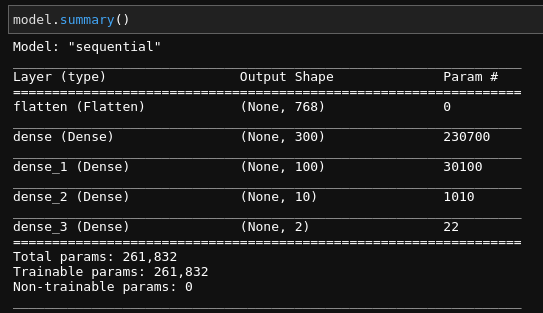 model.summary()
Model: "sequential"
_________________________________________________________________
Layer (type)                 Output Shape              Param #
=================================================================
flatten (Flatten)            (None, 768)               0
_________________________________________________________________
dense (Dense)                (None, 300)               230700
_________________________________________________________________
dense_1 (Dense)              (None, 100)               30100
_________________________________________________________________
dense_2 (Dense)              (None, 10)                1010
_________________________________________________________________
dense_3 (Dense)              (None, 2)                 22
=================================================================
Total params: 261,832
Trainable params: 261,832
Non-trainable params: 0
_________________________________________________________________